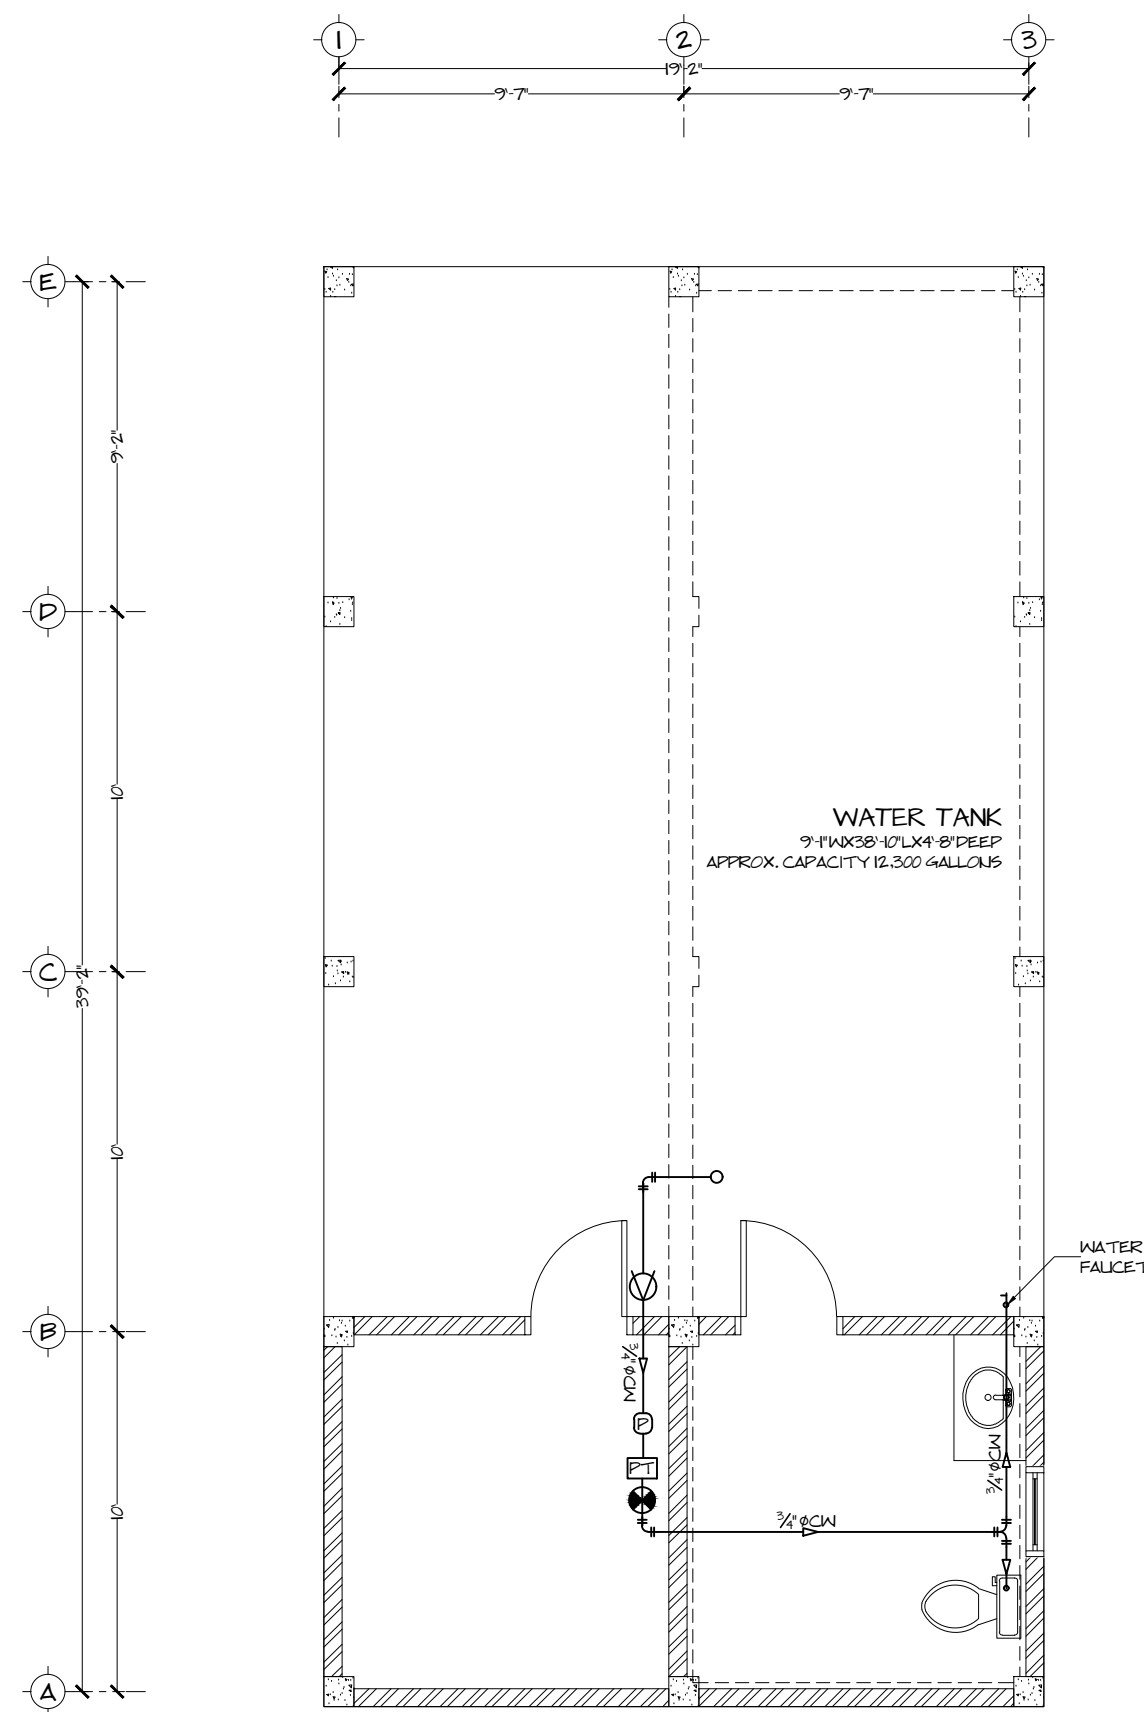 1
2
3
19'-2"
9'-7"
9'-7"
E
9'-2"
D
10'
WATER TANK
9'-1"WX38'-10"LX4'-8"DEEP
APPROX. CAPACITY 12,300 GALLONS
C
39'-2"
10'
WATER
FAUCET
B
3/4"øCW
P
PT
3/4"øCW
3/4"øCW
10'
A